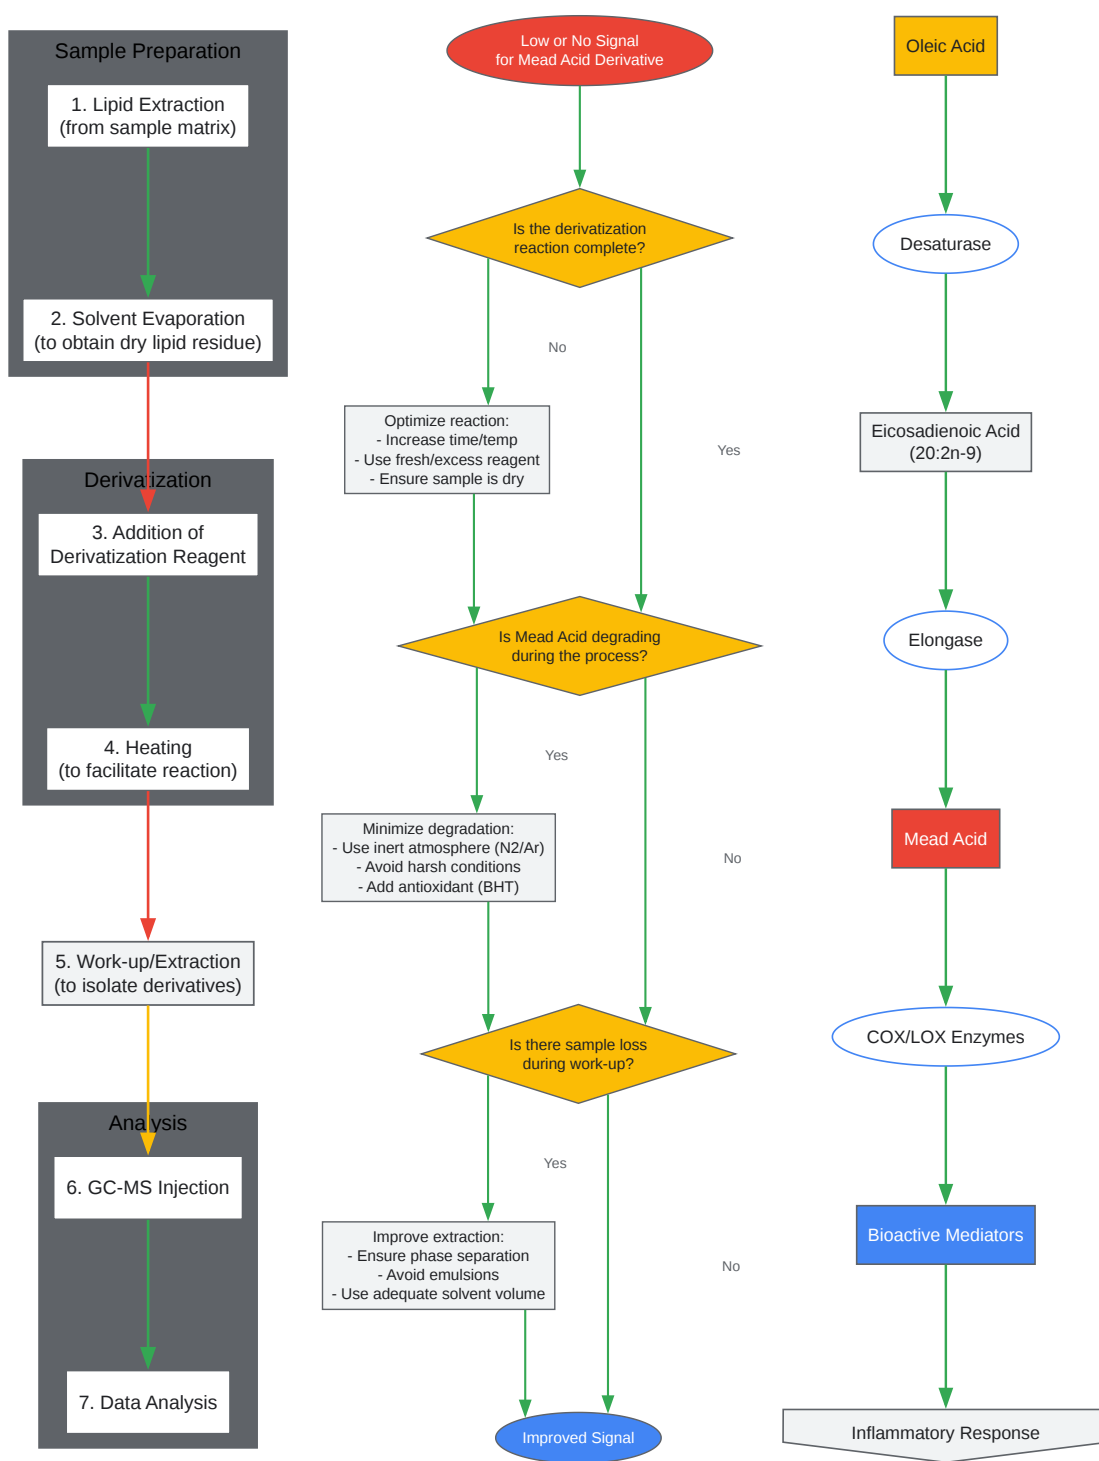 Sample Preparation
1. Lipid Extraction
(from sample matrix)
2. Solvent Evaporation
(to obtain dry lipid residue)
Derivatization
3. Addition of
Derivatization Reagent
4. Heating
(to facilitate reaction)
5. Work-up/Extraction
(to isolate derivatives)
Analysis
6. GC-MS Injection
7. Data Analysis
Low or No Signal
for Mead Acid Derivative
Is the derivatization
reaction complete?
No
Yes
Optimize reaction:
- Increase time/temp
- Use fresh/excess reagent
- Ensure sample is dry
Is Mead Acid degrading
during the process?
Yes
No
Minimize degradation:
- Use inert atmosphere (N2/Ar)
- Avoid harsh conditions
- Add antioxidant (BHT)
Is there sample loss
during work-up?
Yes
No
Improve extraction:
- Ensure phase separation
- Avoid emulsions
- Use adequate solvent volume
Improved Signal
Oleic Acid
Desaturase
Eicosadienoic Acid
(20:2n-9)
Elongase
Mead Acid
COX/LOX Enzymes
Bioactive Mediators
Inflammatory Response